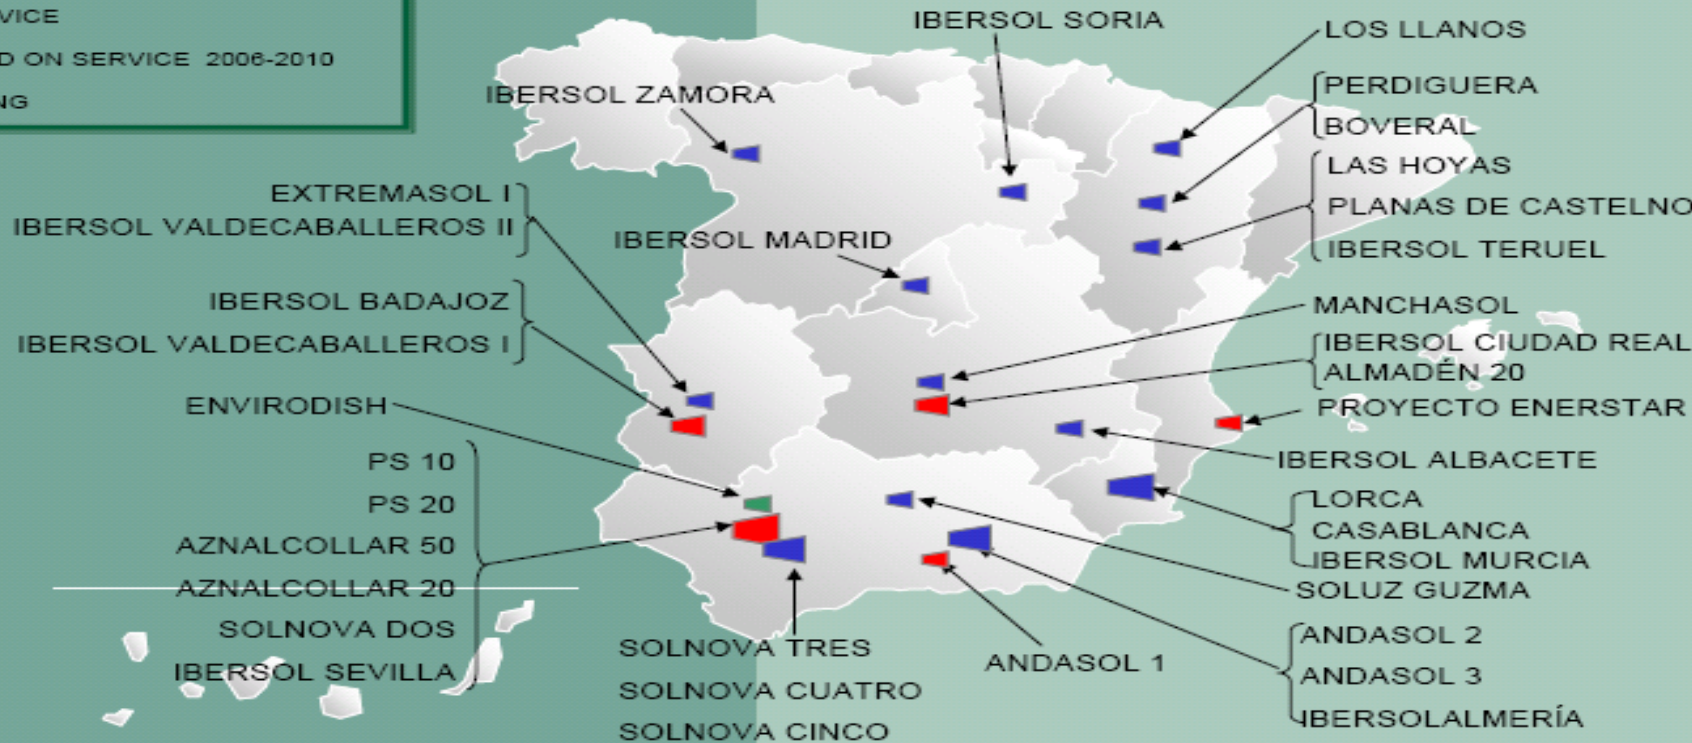 VICE
D ON SERVICE 2006-2010
NG
IBERSOL SORIA
LOS LLANOS
IBERSOL ZAMORA
PERDIGUERA
BOVERAL
LAS HOYAS
PLANAS DE CASTELNO
IBERSOL TERUEL
EXTREMASOL I
IBERSOL VALDECABALLEROS II
IBERSOL MADRID
IBERSOL BADAJOZ
IBERSOL VALDECABALLEROS I
MANCHASOL
IBERSOL CIUDAD REAL
ALMADÉN 20
PROYECTO ENERSTAR
ENVIRODISH
IBERSOL ALBACETE
PS 10
PS 20
AZNALCOLLAR 50
AZNALCOLLAR 20
SOLNOVA DOS
IBERSOL SEVILLA
LORCA
CASABLANCA
IBERSOL MURCIA
SOLUZ GUZMA
SOLNOVA TRES
SOLNOVA CUATRO
SOLNOVA CINCO
ANDASOL 1
ANDASOL 2
ANDASOL 3
IBERSOLALMERÍA